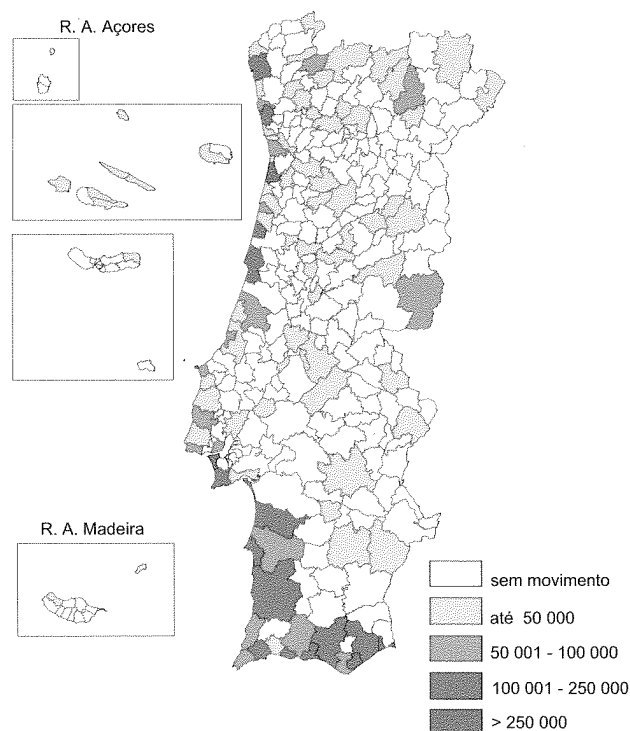 R. A. Açores
R. A. Madeira
sem movimento
até 50 000
50 001 - 100 000
100 001 - 250 000
> 250 000